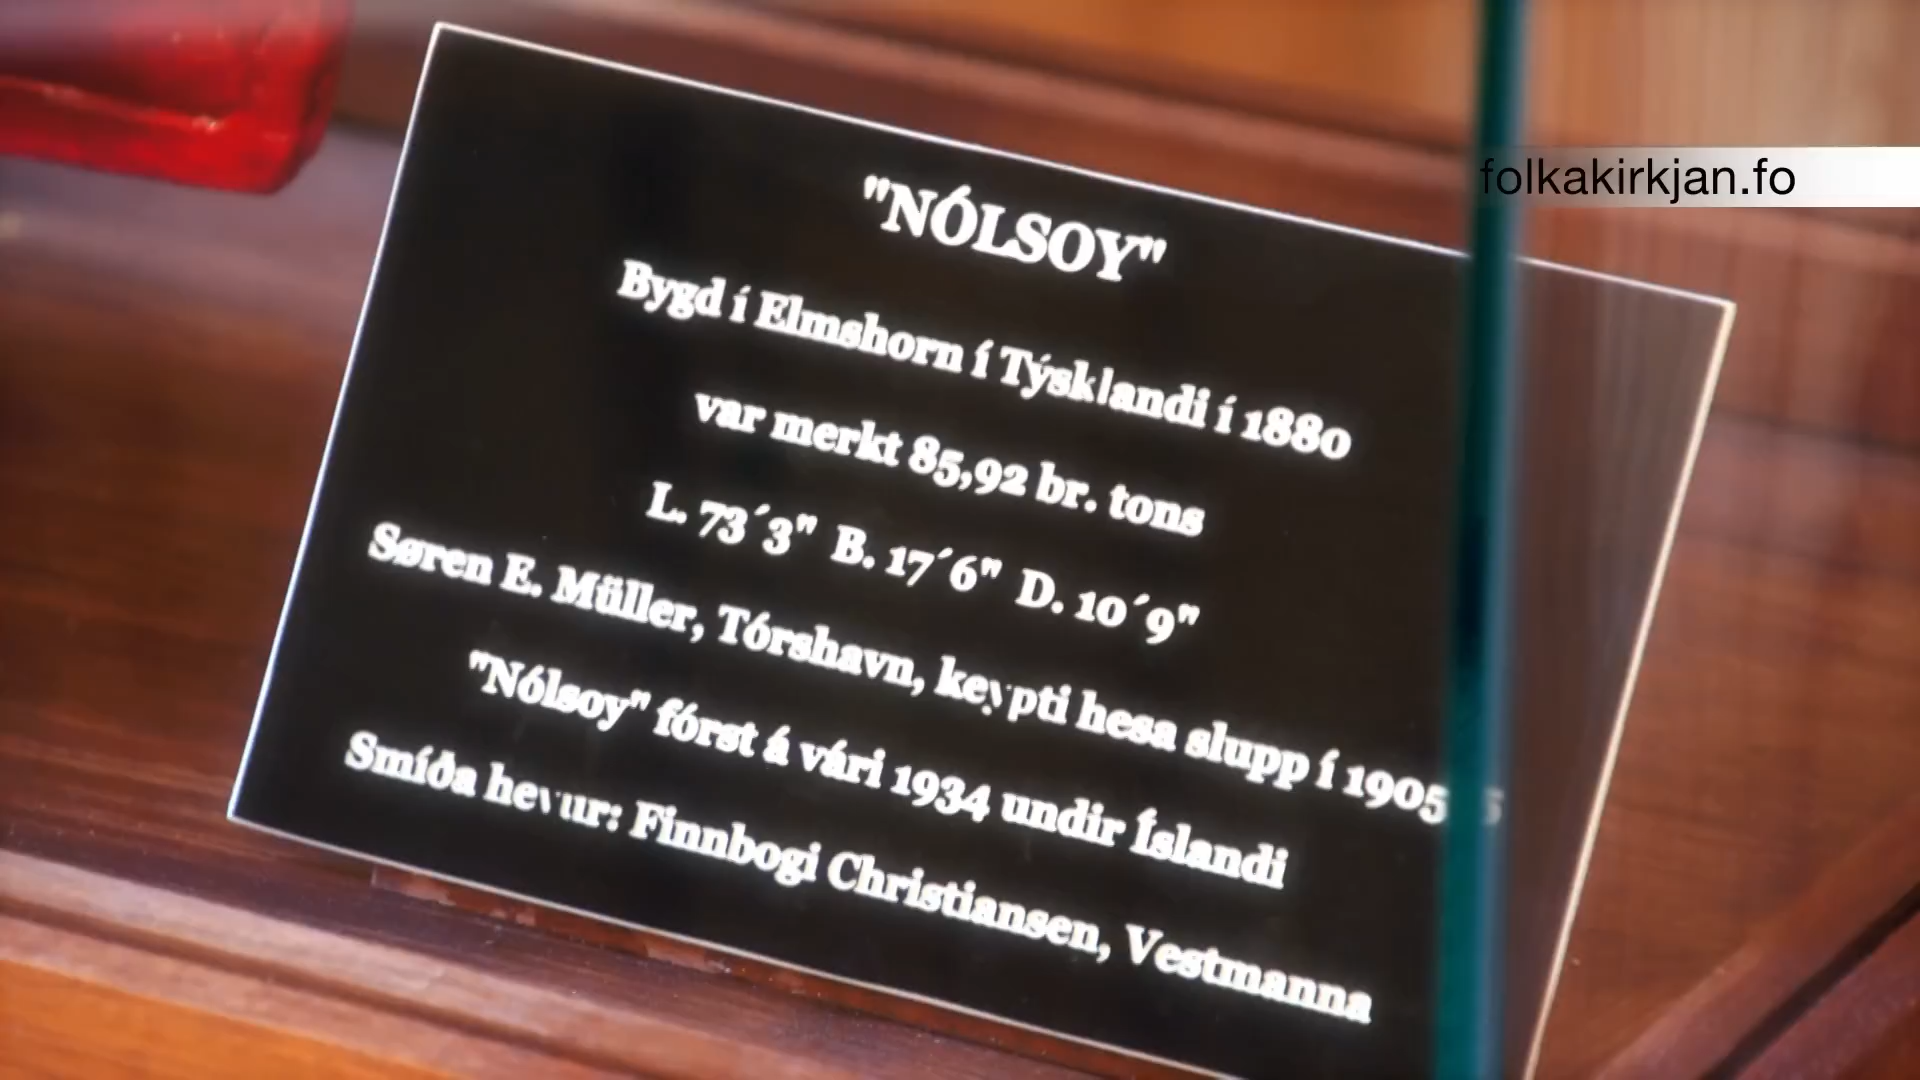 folkakirkjan.fo
"NÓLSOY"
Bygd í Elmshorn í Týsklandi í 1880
var merkt 85,92 br. tons
L. 73´3" B. 17´6" D. 10´9"
Søren E. Müller, Tórshavn, keypti hesa slupp í 1905
"Nólsoy" fórst á vári 1934 undir Íslandi
Smíða hevur: Finnbogi Christiansen, Vestmanna